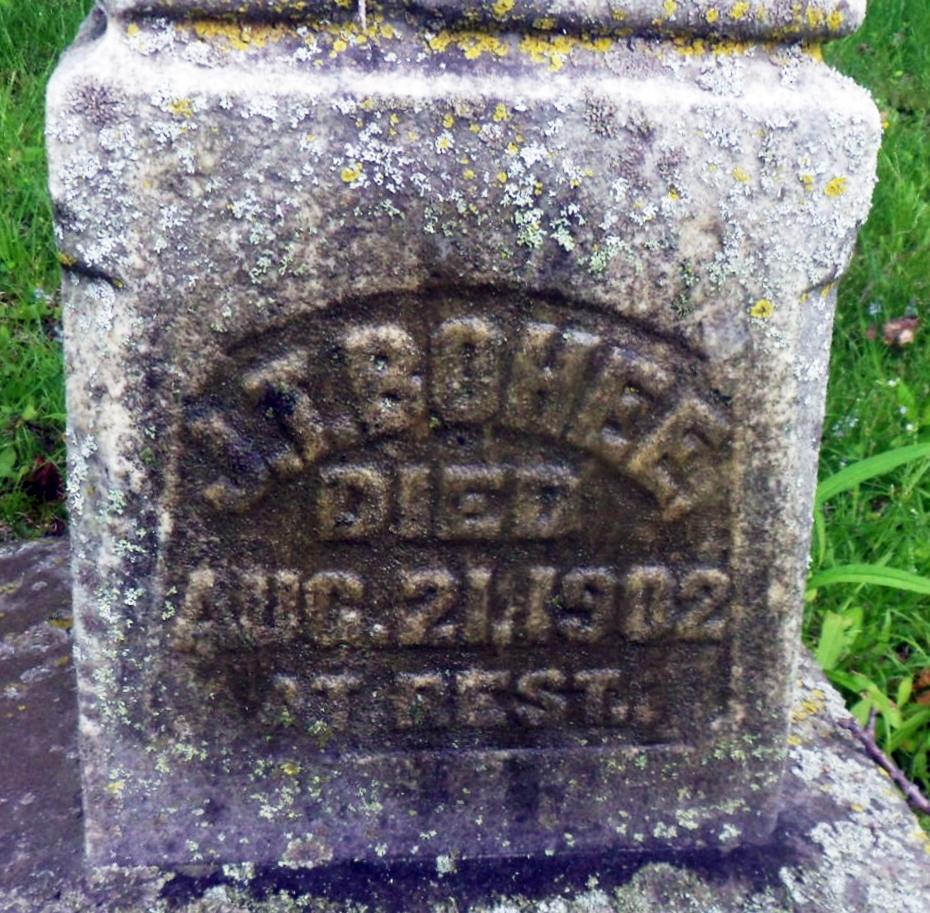 J.T. BOHEE
DIED
AUG. 21, 1902
AT REST.